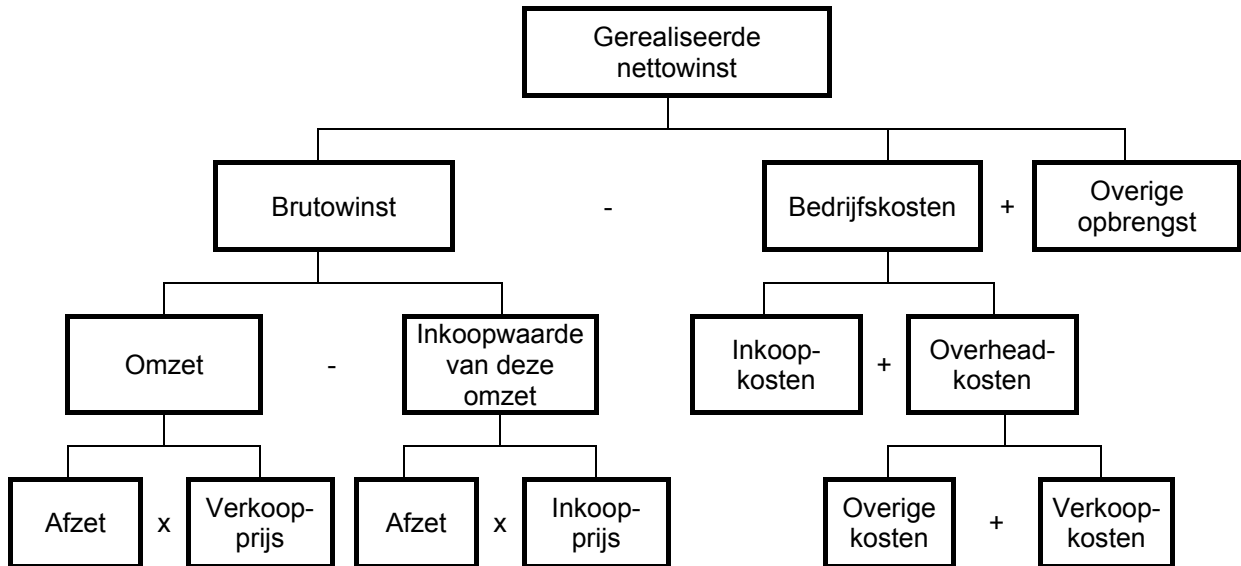 Gerealiseerde
nettowinst
Brutowinst
-
Bedrijfskosten
+
Overige
opbrengst
Omzet
-
Inkoopwaarde
van deze
omzet
Inkoop-
kosten
+
Overhead-
kosten
Afzet
x
Verkoop-
prijs
Afzet
x
Inkoop-
prijs
Overige
kosten
+
Verkoop-
kosten